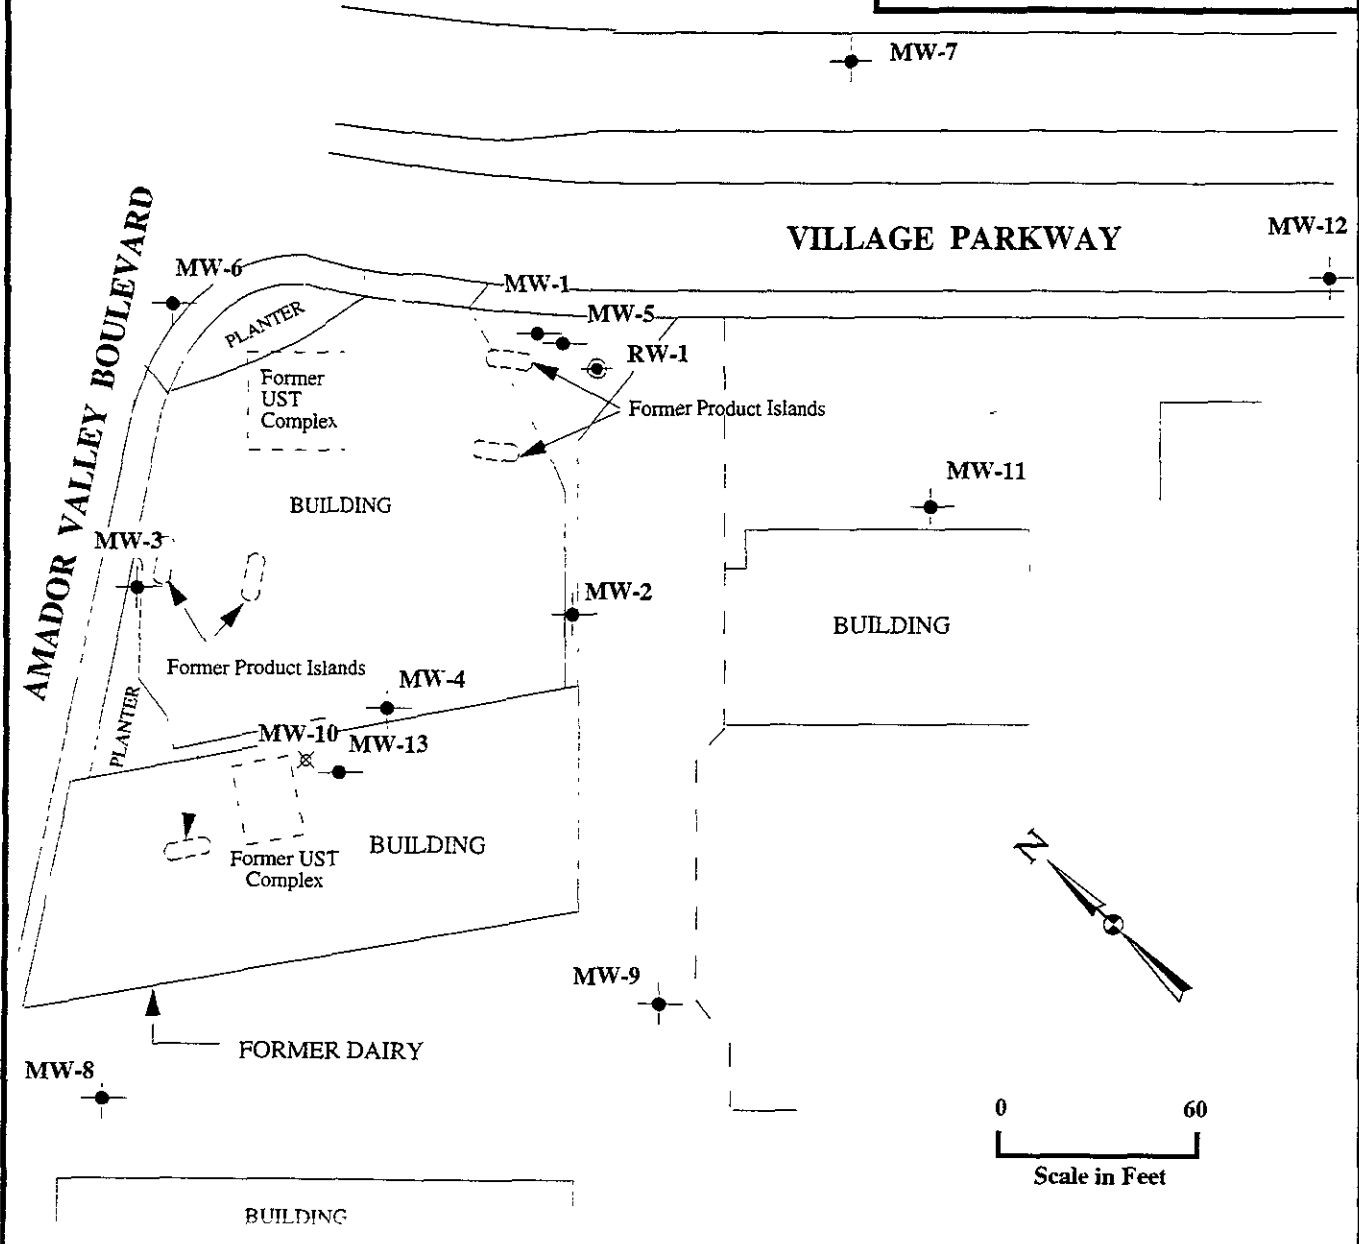 MW-7
VILLAGE PARKWAY
MW-12
AMADOR VALLEY BOULEVARD
MW-6
MW-1
PLANTER
MW-5
RW-1
Former
UST
Complex
Former Product Islands
MW-11
BUILDING
MW-3
MW-2
BUILDING
Former Product Islands
MW-4
PLANTER
MW-10
MW-13
BUILDING
Former UST
Complex
N
MW-9
FORMER DAIRY
MW-8
0 60
Scale in Feet
BUILDING